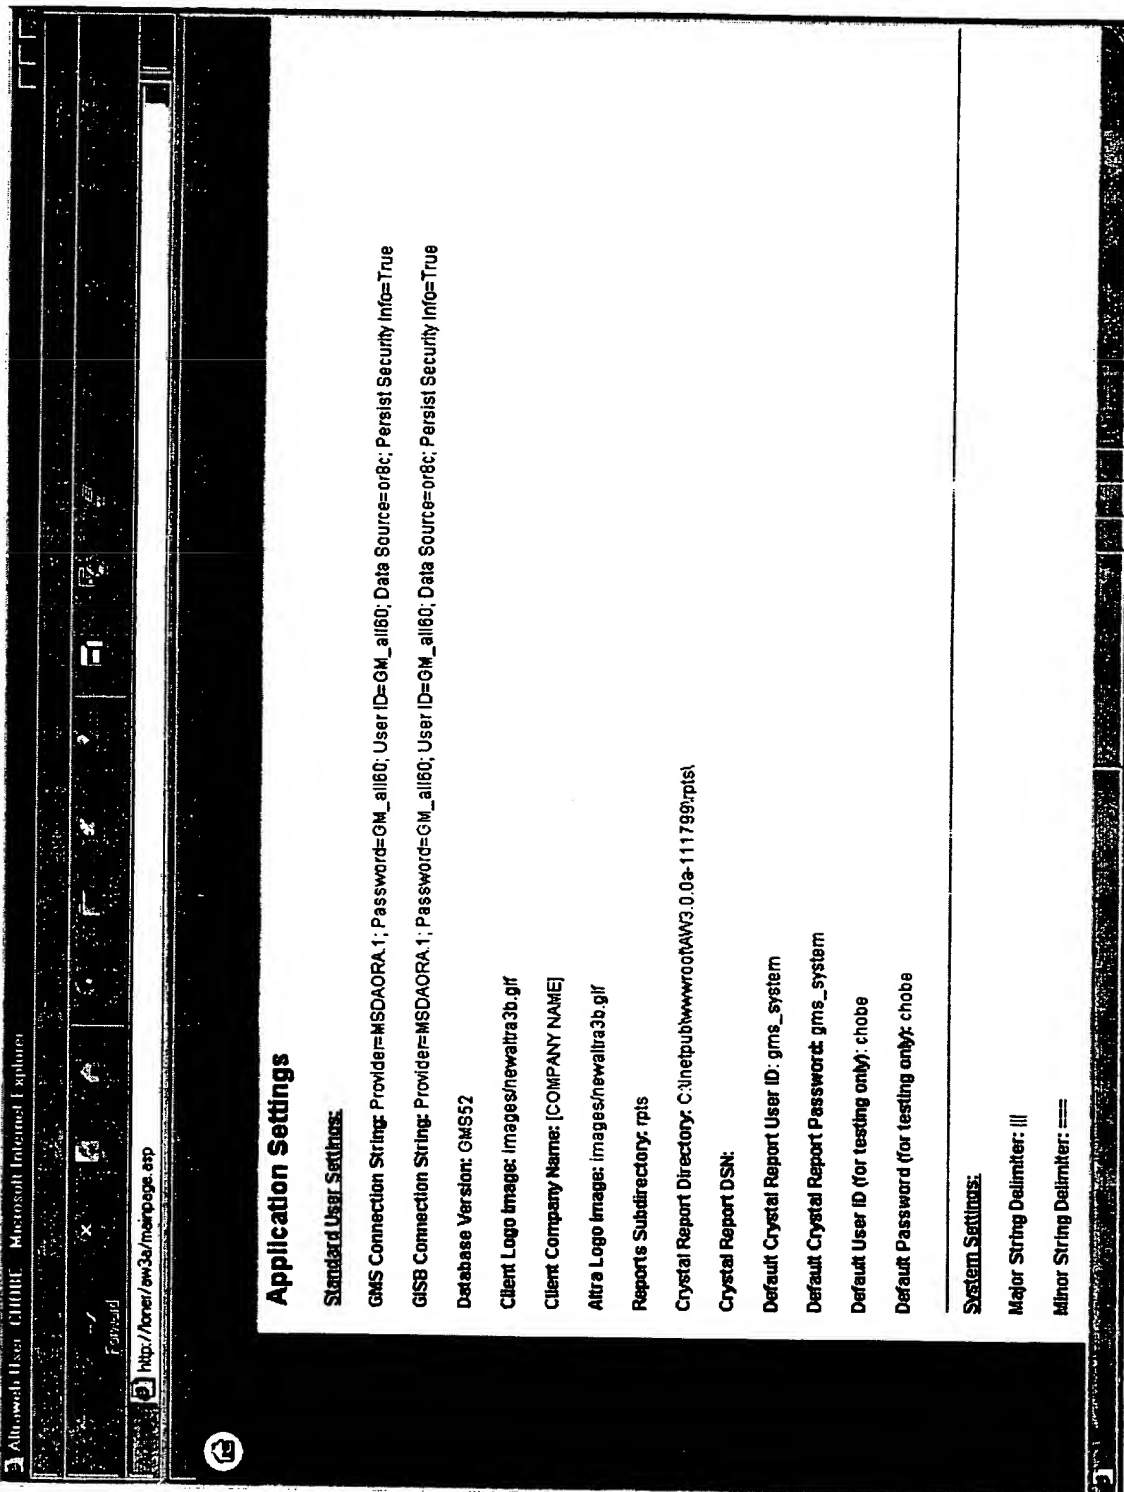 Altraweb User CHOBE Microsoft Internet Explorer
Forward
http://loner/aw3a/mainpage.asp
Application Settings
Standard User Settings:
GMS Connection String: Provider=MSDAORA.1; Password=GM_all60; User ID=GM_all60; Data Source=or8c; Persist Security Info=True
GISB Connection String: Provider=MSDAORA.1; Password=GM_all60; User ID=GM_all60; Data Source=or8c; Persist Security Info=True
Database Version: GMS52
Client Logo Image: images/newaltra3b.gif
Client Company Name: [COMPANY NAME]
Altra Logo Image: images/newaltra3b.gif
Reports Subdirectory: rpts
Crystal Report Directory: C:\Inetpub\wwwroot\AW3.0.0a-111799\rpts\
Crystal Report DSN:
Default Crystal Report User ID: gms_system
Default Crystal Report Password: gms_system
Default User ID (for testing only): chobe
Default Password (for testing only): chobe
System Settings:
Major String Delimiter: |||
Minor String Delimiter: ===